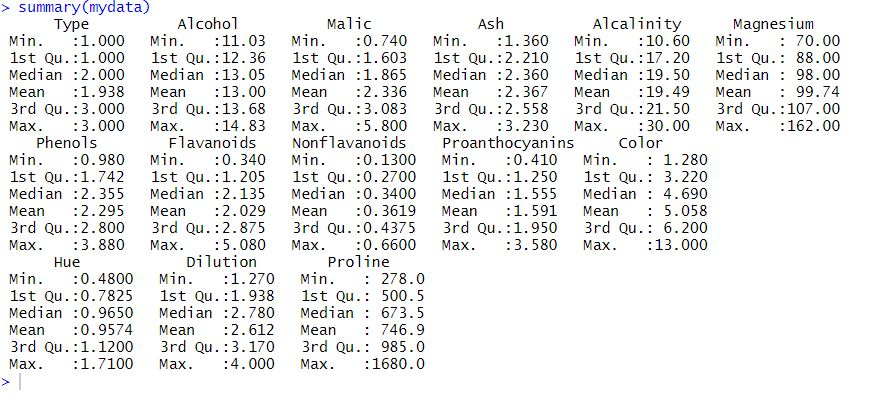 > summary(mydata)
Type Alcohol Malic Ash Alcalinity Magnesium
Min. :1.000 Min. :11.03 Min. :0.740 Min. :1.360 Min. :10.60 Min. : 70.00
1st Qu.:1.000 1st Qu.:12.36 1st Qu.:1.603 1st Qu.:2.210 1st Qu.:17.20 1st Qu.: 88.00
Median :2.000 Median :13.05 Median :1.865 Median :2.360 Median :19.50 Median : 98.00
Mean :1.938 Mean :13.00 Mean :2.336 Mean :2.367 Mean :19.49 Mean : 99.74
3rd Qu.:3.000 3rd Qu.:13.68 3rd Qu.:3.083 3rd Qu.:2.558 3rd Qu.:21.50 3rd Qu.:107.00
Max. :3.000 Max. :14.83 Max. :5.800 Max. :3.230 Max. :30.00 Max. :162.00
Phenols Flavanoids Nonflavanoids Proanthocyanins Color
Min. :0.980 Min. :0.340 Min. :0.1300 Min. :0.410 Min. : 1.280
1st Qu.:1.742 1st Qu.:1.205 1st Qu.:0.2700 1st Qu.:1.250 1st Qu.: 3.220
Median :2.355 Median :2.135 Median :0.3400 Median :1.555 Median : 4.690
Mean :2.295 Mean :2.029 Mean :0.3619 Mean :1.591 Mean : 5.058
3rd Qu.:2.800 3rd Qu.:2.875 3rd Qu.:0.4375 3rd Qu.:1.950 3rd Qu.: 6.200
Max. :3.880 Max. :5.080 Max. :0.6600 Max. :3.580 Max. :13.000
Hue Dilution Proline
Min. :0.4800 Min. :1.270 Min. : 278.0
1st Qu.:0.7825 1st Qu.:1.938 1st Qu.: 500.5
Median :0.9650 Median :2.780 Median : 673.5
Mean :0.9574 Mean :2.612 Mean : 746.9
3rd Qu.:1.1200 3rd Qu.:3.170 3rd Qu.: 985.0
Max. :1.7100 Max. :4.000 Max. :1680.0
>